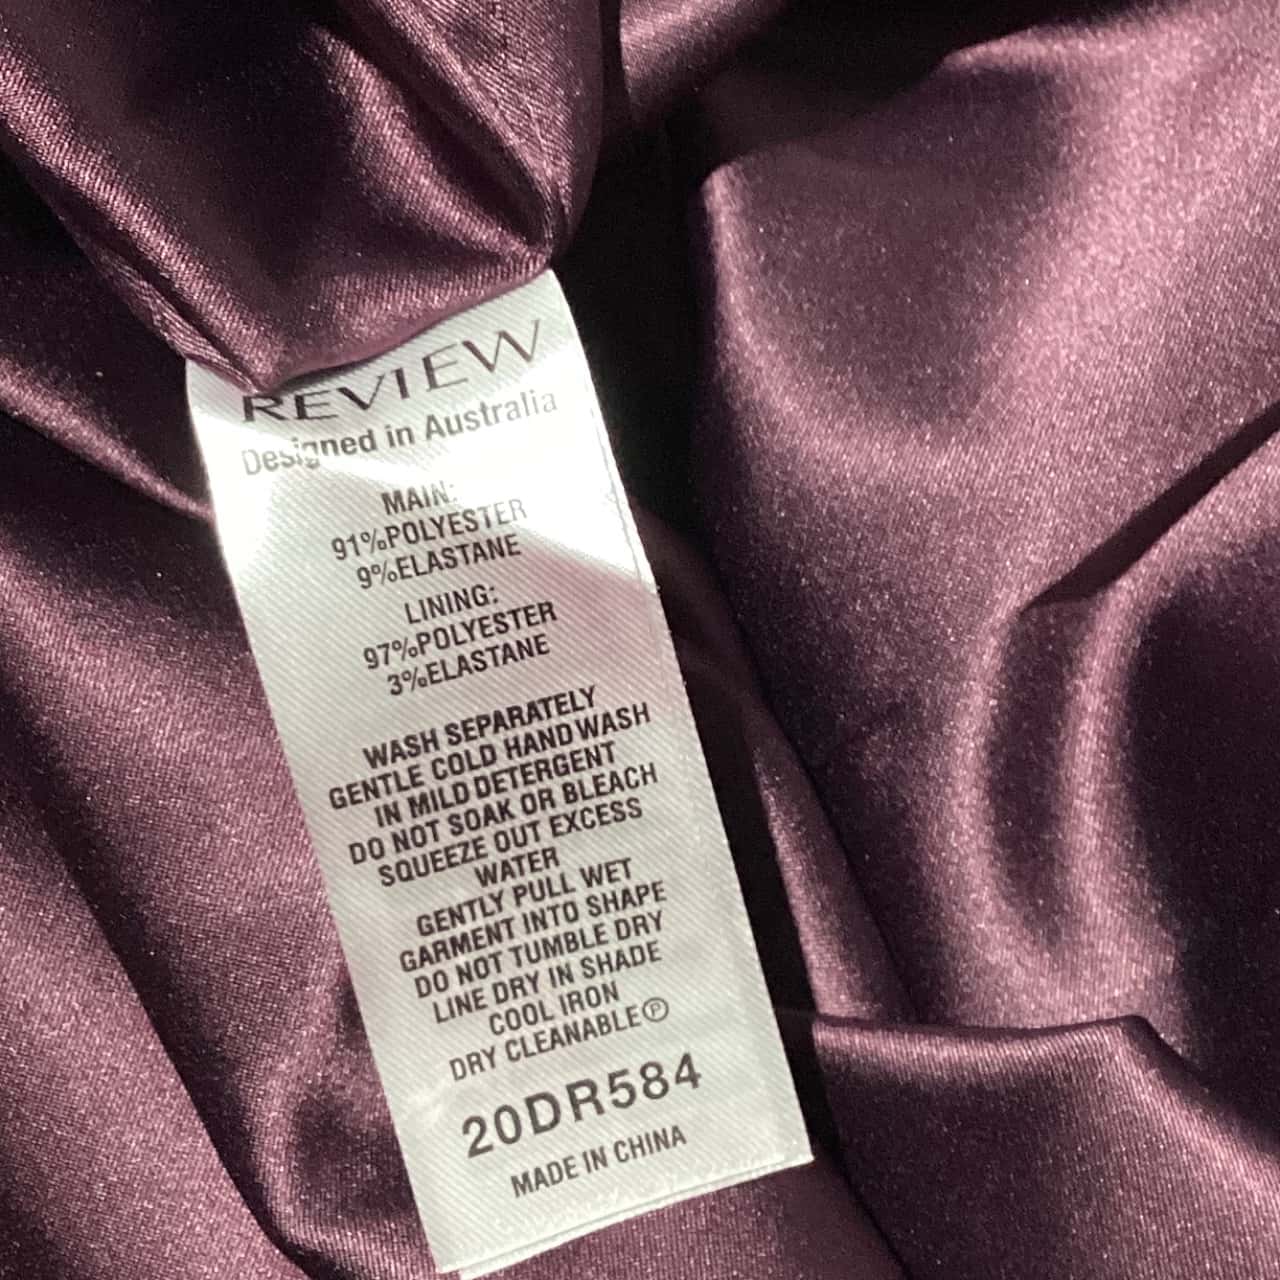 REVIEW
Designed in Australia
MAIN:
91%POLYESTER
9%ELASTANE
LINING:
97%POLYESTER
3%ELASTANE
WASH SEPARATELY
GENTLE COLD HAND WASH
IN MILD DETERGENT
DO NOT SOAK OR BLEACH
SQUEEZE OUT EXCESS
WATER
GENTLY PULL WET
GARMENT INTO SHAPE
DO NOT TUMBLE DRY
LINE DRY IN SHADE
COOL IRON
DRY CLEANABLEⓅ
20DR584
MADE IN CHINA